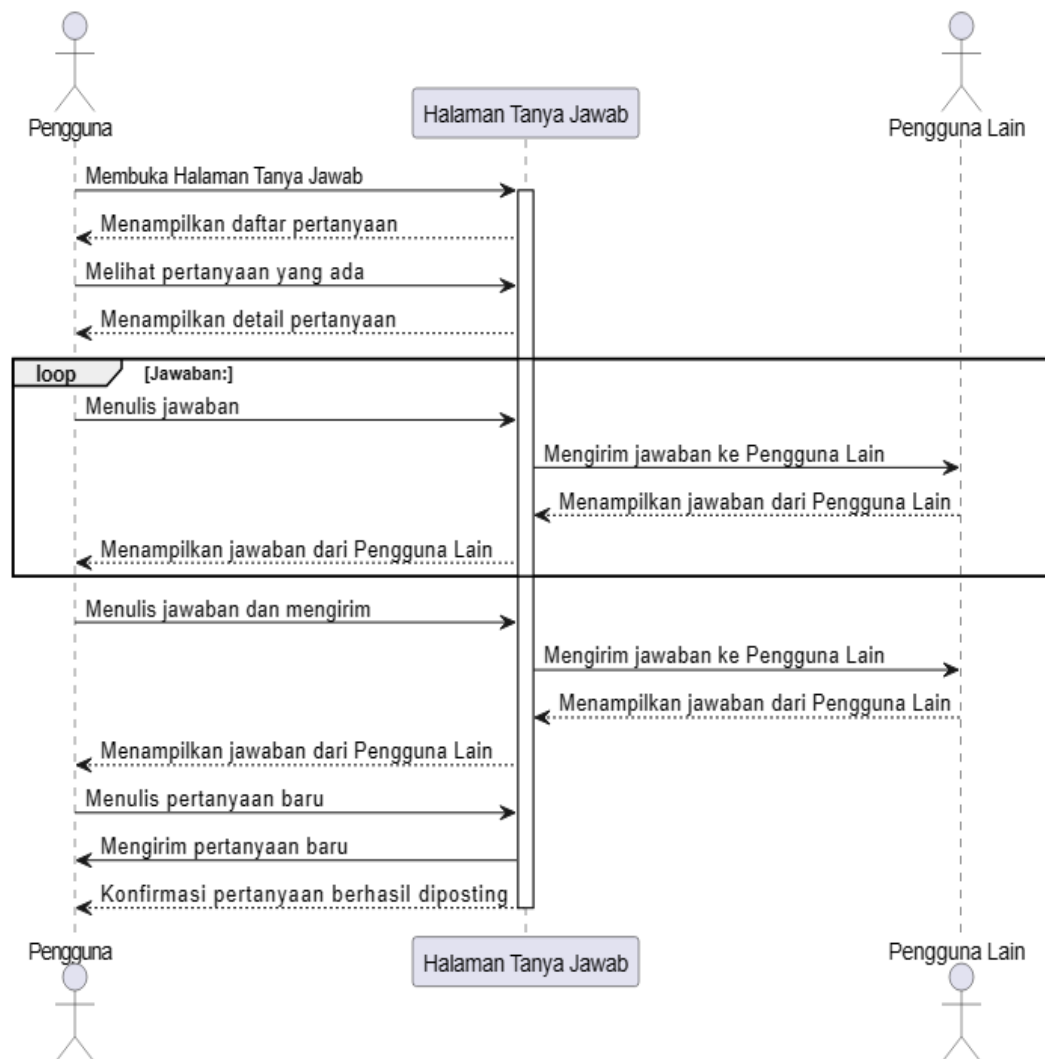 Pengguna
Halaman Tanya Jawab
Pengguna Lain
Membuka Halaman Tanya Jawab
Menampilkan daftar pertanyaan
Melihat pertanyaan yang ada
Menampilkan detail pertanyaan
loop
[Jawaban:]
Menulis jawaban
Mengirim jawaban ke Pengguna Lain
Menampilkan jawaban dari Pengguna Lain
Menampilkan jawaban dari Pengguna Lain
Menulis jawaban dan mengirim
Mengirim jawaban ke Pengguna Lain
Menampilkan jawaban dari Pengguna Lain
Menampilkan jawaban dari Pengguna Lain
Menulis pertanyaan baru
Mengirim pertanyaan baru
Konfirmasi pertanyaan berhasil diposting
Pengguna
Halaman Tanya Jawab
Pengguna Lain